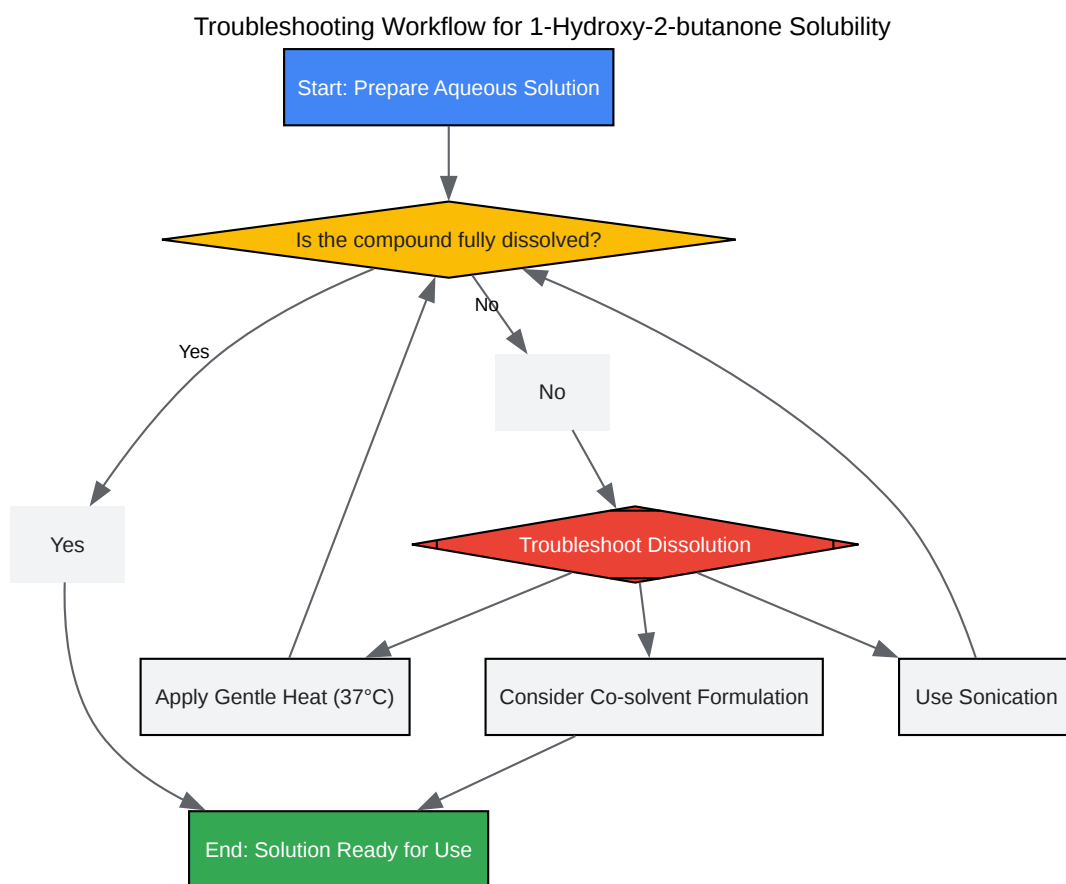 Troubleshooting Workflow for 1-Hydroxy-2-butanone Solubility
Start: Prepare Aqueous Solution
Is the compound fully dissolved?
No
Yes
No
Yes
Troubleshoot Dissolution
Apply Gentle Heat (37°C)
Consider Co-solvent Formulation
Use Sonication
End: Solution Ready for Use